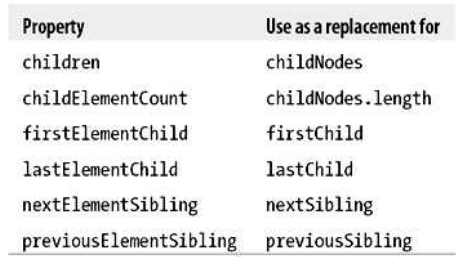 Property Use as a replacement for
children childNodes
childElementCount childNodes.length
firstElementChild firstChild
lastElementChild lastChild
nextElementSibling nextSibling
previousElementSibling previousSibling